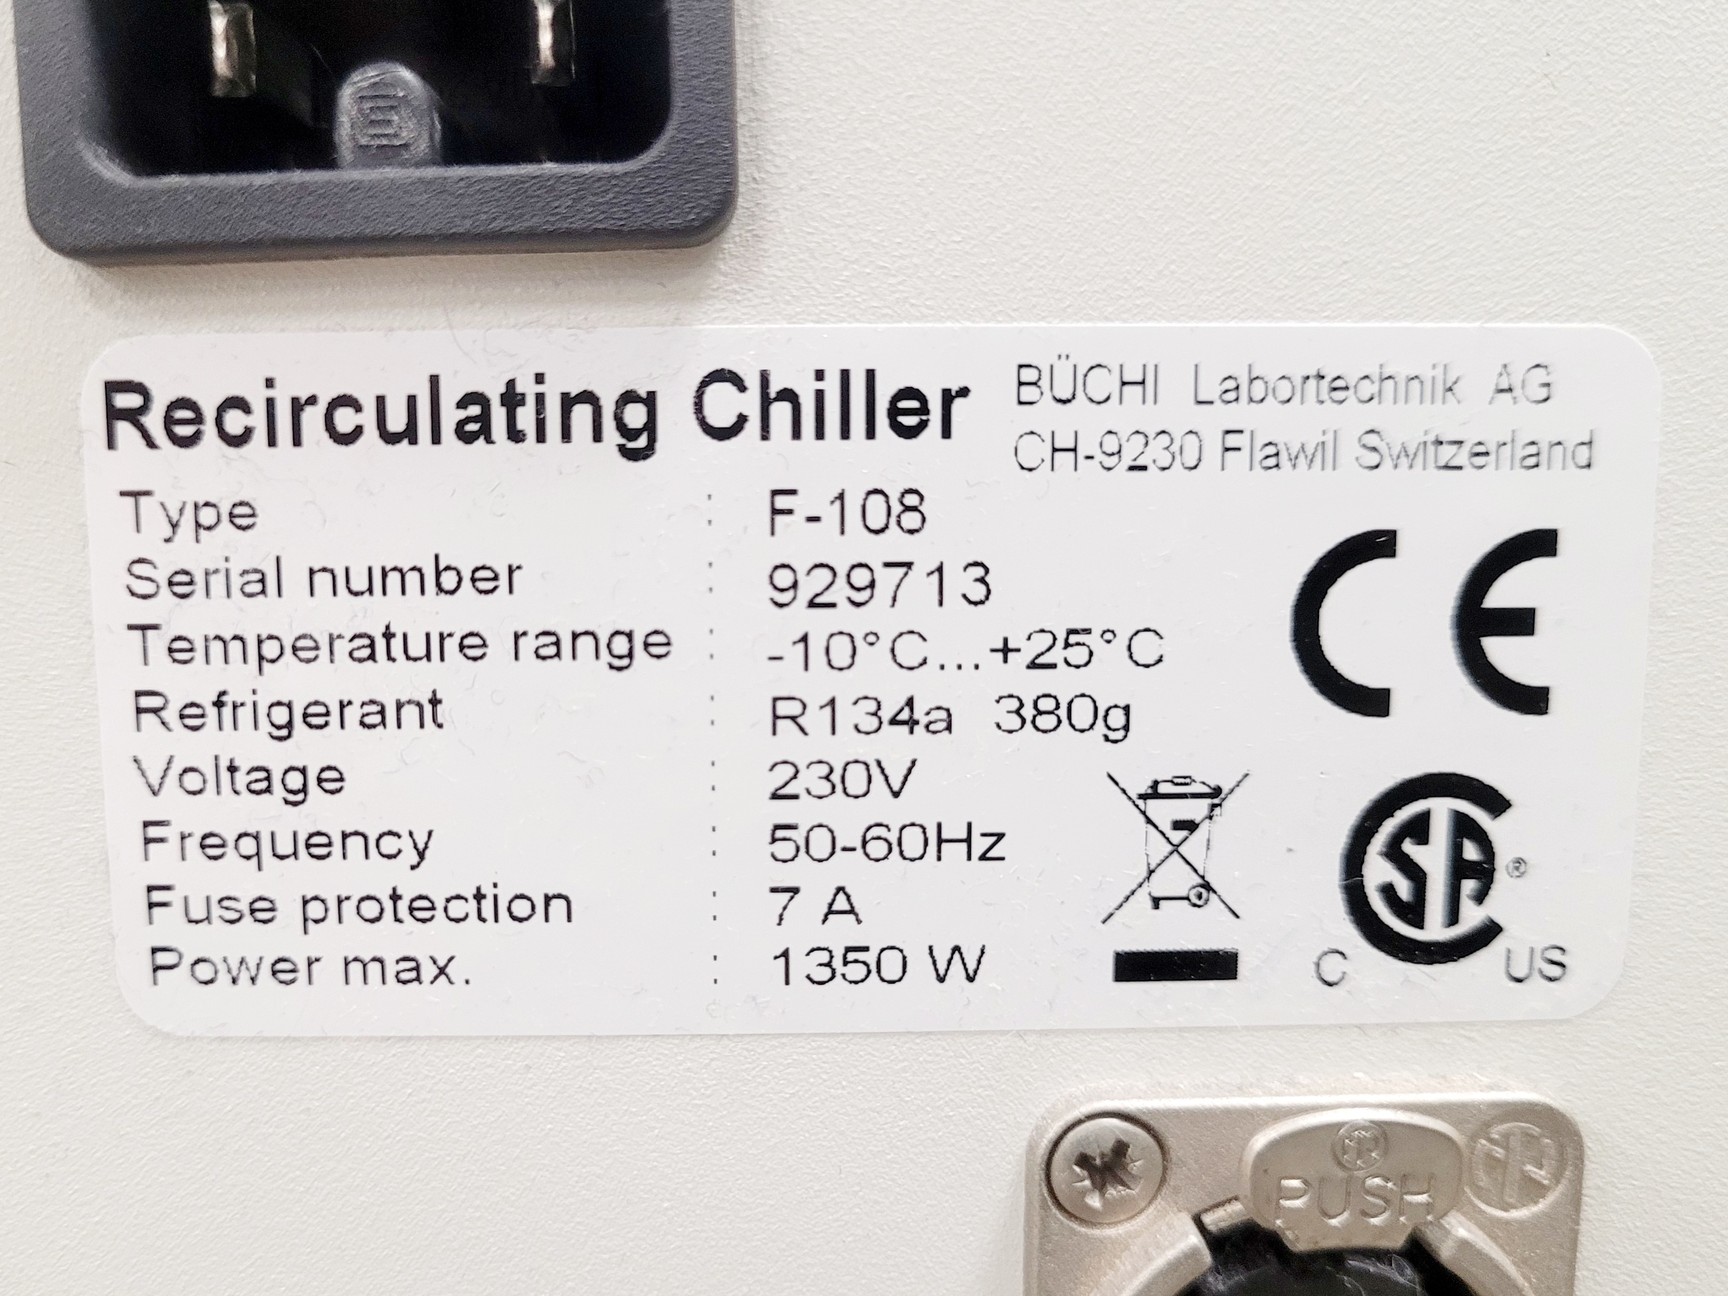 Recirculating Chiller
BÜCHI Labortechnik AG
CH-9230 Flawil Switzerland
Type : F-108
Serial number : 929713
Temperature range : -10°C...+25°C
Refrigerant : R134a 380g
Voltage : 230V
Frequency : 50-60Hz
Fuse protection : 7 A
Power max. : 1350 W
CE
SA ®
C US
PUSH